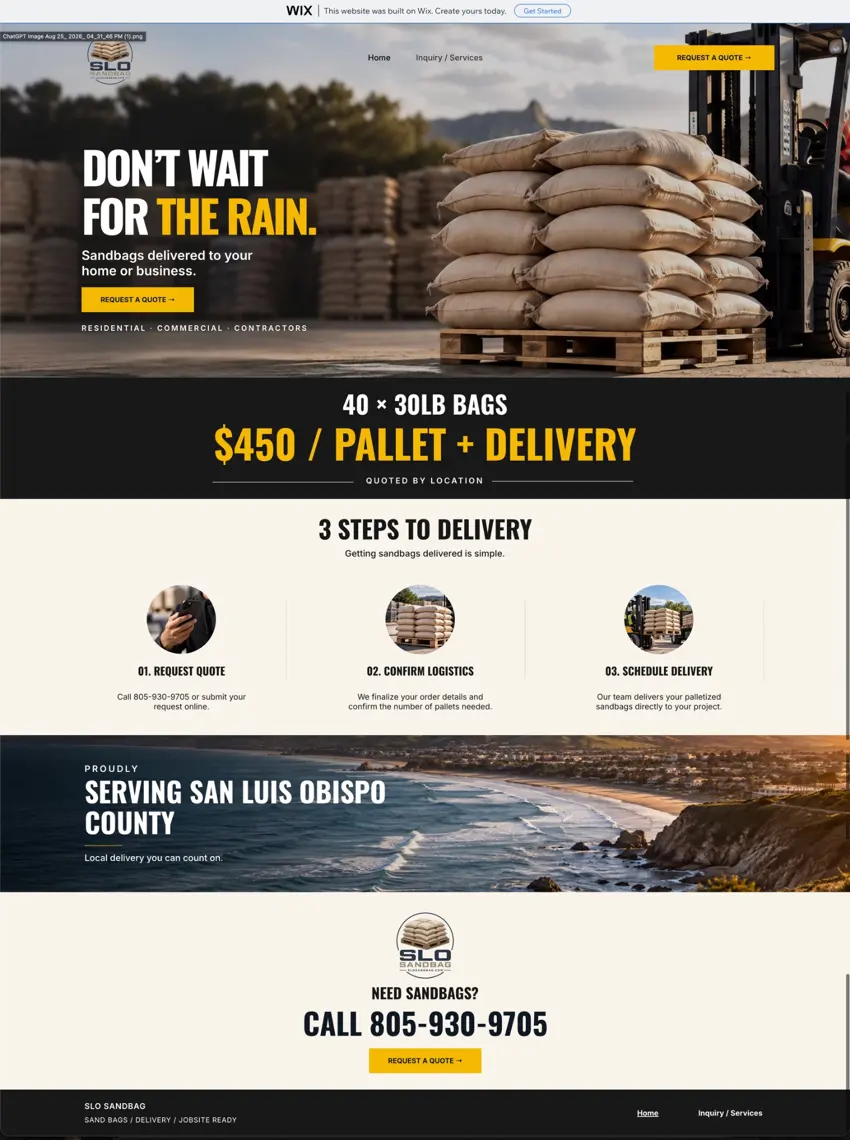 WIX This website was built on Wix. Create yours today. Get Started
ChatGPT Image Aug 25_ 2026_ 04_31_46 PM (1).png
SLO
SANDBAG
Home
Inquiry / Services
REQUEST A QUOTE →
DON'T WAIT
FOR THE RAIN.
Sandbags delivered to your
home or business.
REQUEST A QUOTE →
RESIDENTIAL · COMMERCIAL · CONTRACTORS
40 × 30LB BAGS
$450 / PALLET + DELIVERY
QUOTED BY LOCATION
3 STEPS TO DELIVERY
Getting sandbags delivered is simple.
01. REQUEST QUOTE
Call 805-930-9705 or submit your
request online.
02. CONFIRM LOGISTICS
We finalize your order details and
confirm the number of pallets needed.
03. SCHEDULE DELIVERY
Our team delivers your palletized
sandbags directly to your project.
PROUDLY
SERVING SAN LUIS OBISPO
COUNTY
Local delivery you can count on.
SLO
SANDBAG
SLOSANDBAG.COM
NEED SANDBAGS?
CALL 805-930-9705
REQUEST A QUOTE →
SLO SANDBAG
SAND BAGS / DELIVERY / JOBSITE READY
Home
Inquiry / Services